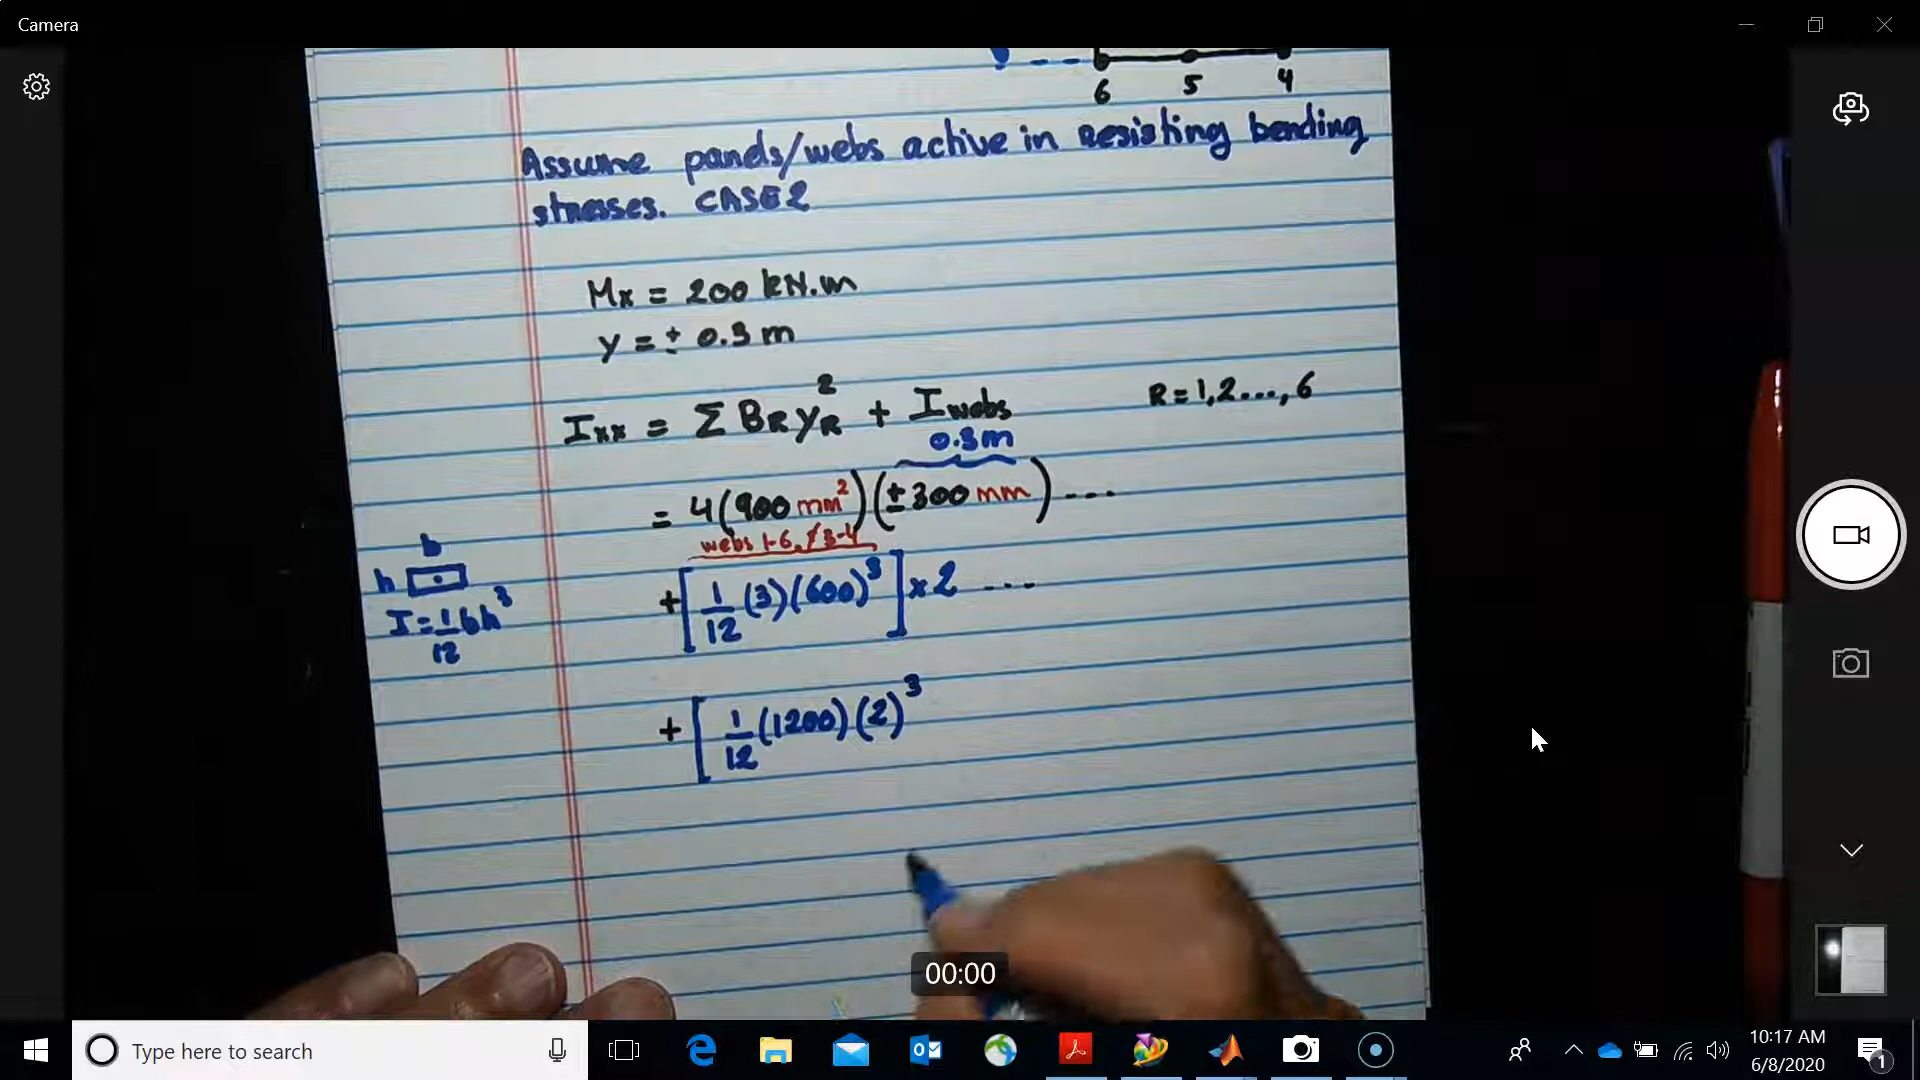 Camera
6 5 4
Assume panels/webs active in Resisting bending
stresses. CASE 2
Mx = 200 kN.m
y = ± 0.3 m
Ixx = Σ BR yR² + Iwebs
R = 1,2...,6
0.3m
= 4(900 mm²)(±300 mm) ...
webs 1-6, / 3-4
+[1/12 (3)(600)³] x 2 ...
b
h
I = 1/12 bh³
+[1/12 (1200)(2)³
00:00
Type here to search
10:17 AM
6/8/2020
1